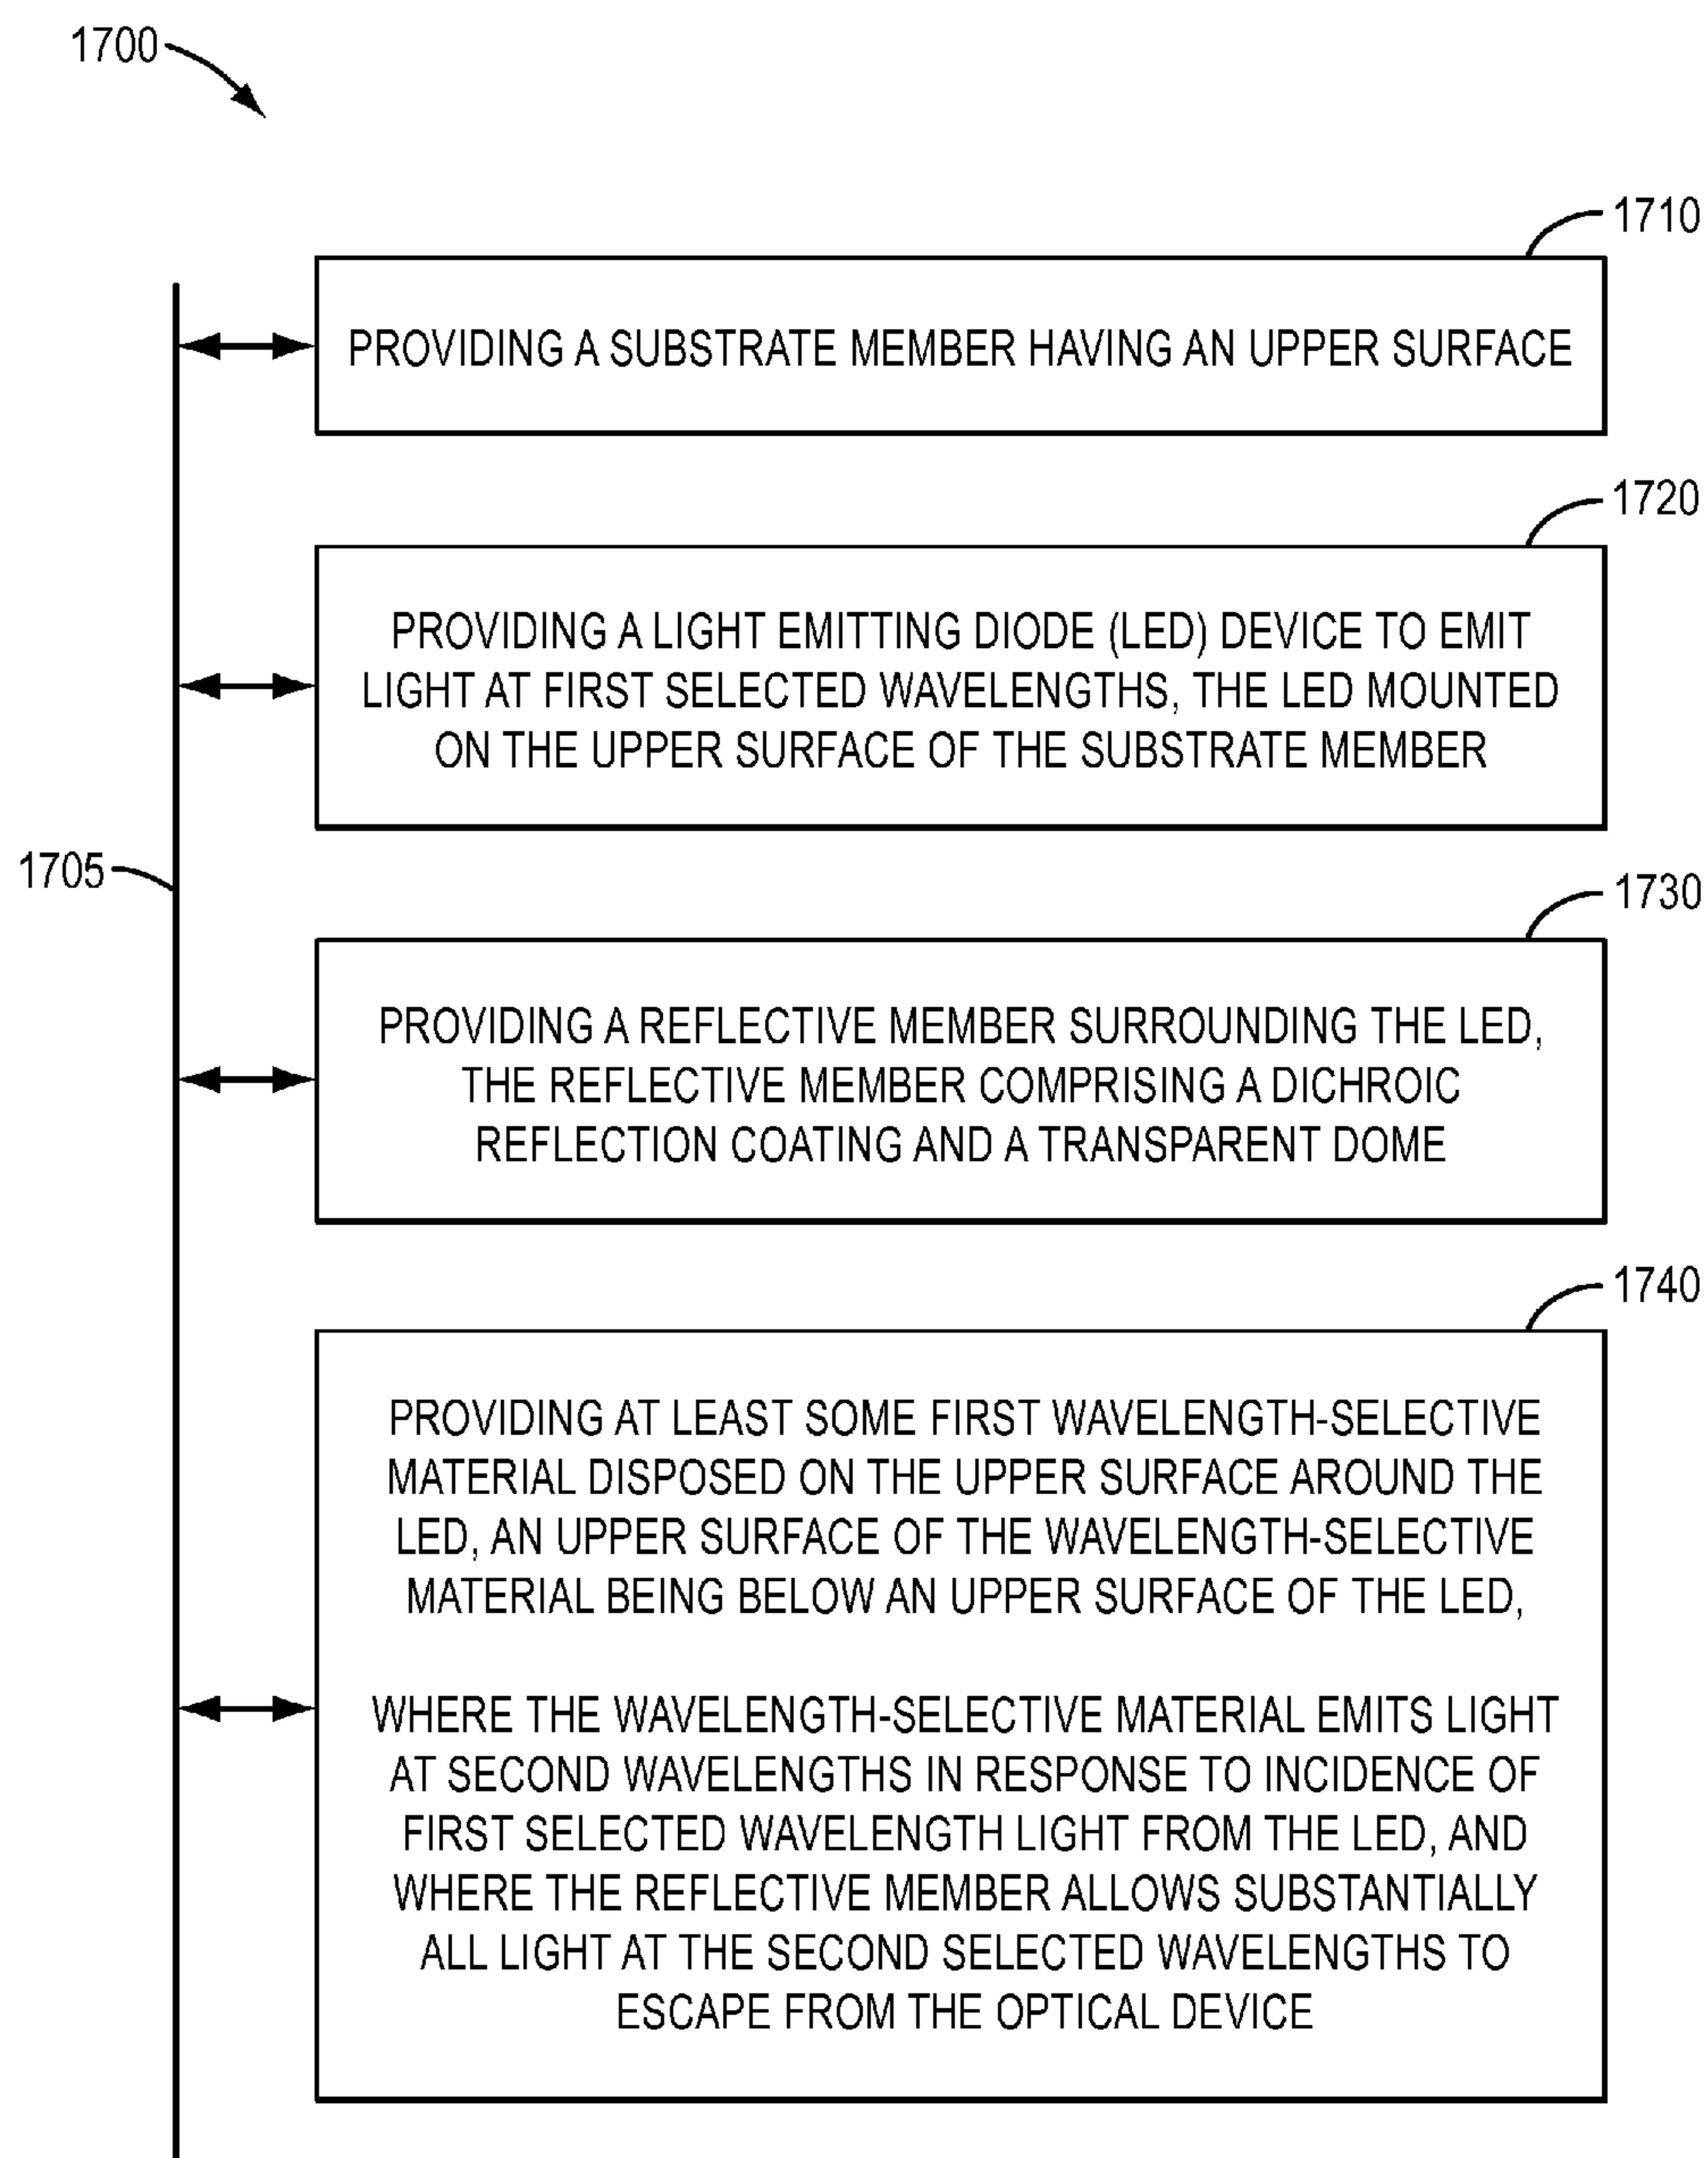 1700
1710
PROVIDING A SUBSTRATE MEMBER HAVING AN UPPER SURFACE
1720
PROVIDING A LIGHT EMITTING DIODE (LED) DEVICE TO EMIT
LIGHT AT FIRST SELECTED WAVELENGTHS, THE LED MOUNTED
ON THE UPPER SURFACE OF THE SUBSTRATE MEMBER
1705
1730
PROVIDING A REFLECTIVE MEMBER SURROUNDING THE LED,
THE REFLECTIVE MEMBER COMPRISING A DICHROIC
REFLECTION COATING AND A TRANSPARENT DOME
1740
PROVIDING AT LEAST SOME FIRST WAVELENGTH-SELECTIVE
MATERIAL DISPOSED ON THE UPPER SURFACE AROUND THE
LED, AN UPPER SURFACE OF THE WAVELENGTH-SELECTIVE
MATERIAL BEING BELOW AN UPPER SURFACE OF THE LED,
WHERE THE WAVELENGTH-SELECTIVE MATERIAL EMITS LIGHT
AT SECOND WAVELENGTHS IN RESPONSE TO INCIDENCE OF
FIRST SELECTED WAVELENGTH LIGHT FROM THE LED, AND
WHERE THE REFLECTIVE MEMBER ALLOWS SUBSTANTIALLY
ALL LIGHT AT THE SECOND SELECTED WAVELENGTHS TO
ESCAPE FROM THE OPTICAL DEVICE